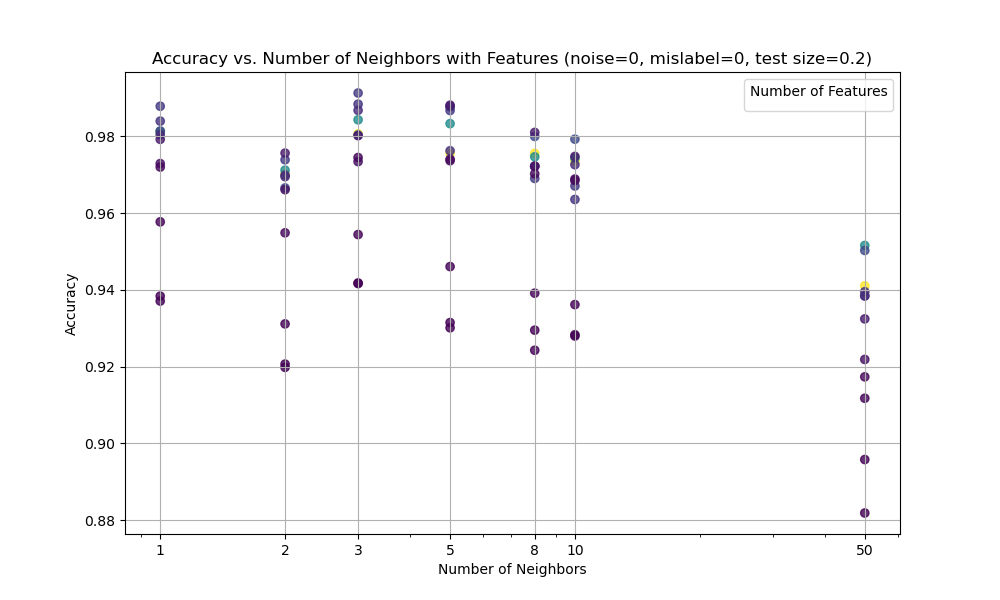 Accuracy vs. Number of Neighbors with Features (noise=0, mislabel=0, test size=0.2)
Number of Features
0.98
0.96
0.94
0.92
0.90
0.88
Accuracy
1 2 3 5 8 10 50
Number of Neighbors